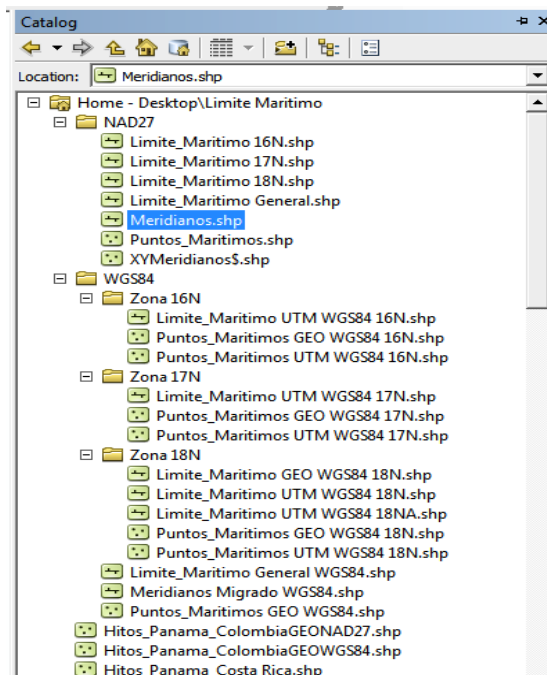 Catalog
Location: Meridianos.shp
Home - Desktop\Limite Maritimo
NAD27
Limite_Maritimo 16N.shp
Limite_Maritimo 17N.shp
Limite_Maritimo 18N.shp
Limite_Maritimo General.shp
Meridianos.shp
Puntos_Maritimos.shp
XYMeridianos$.shp
WGS84
Zona 16N
Limite_Maritimo UTM WGS84 16N.shp
Puntos_Maritimos GEO WGS84 16N.shp
Puntos_Maritimos UTM WGS84 16N.shp
Zona 17N
Limite_Maritimo UTM WGS84 17N.shp
Puntos_Maritimos GEO WGS84 17N.shp
Puntos_Maritimos UTM WGS84 17N.shp
Zona 18N
Limite_Maritimo GEO WGS84 18N.shp
Limite_Maritimo UTM WGS84 18N.shp
Limite_Maritimo UTM WGS84 18NA.shp
Puntos_Maritimos GEO WGS84 18N.shp
Puntos_Maritimos UTM WGS84 18N.shp
Limite_Maritimo General WGS84.shp
Meridianos Migrado WGS84.shp
Puntos_Maritimos GEO WGS84.shp
Hitos_Panama_ColombiaGEONAD27.shp
Hitos_Panama_ColombiaGEOWGS84.shp
Hitos_Panama_Costa Rica.shp